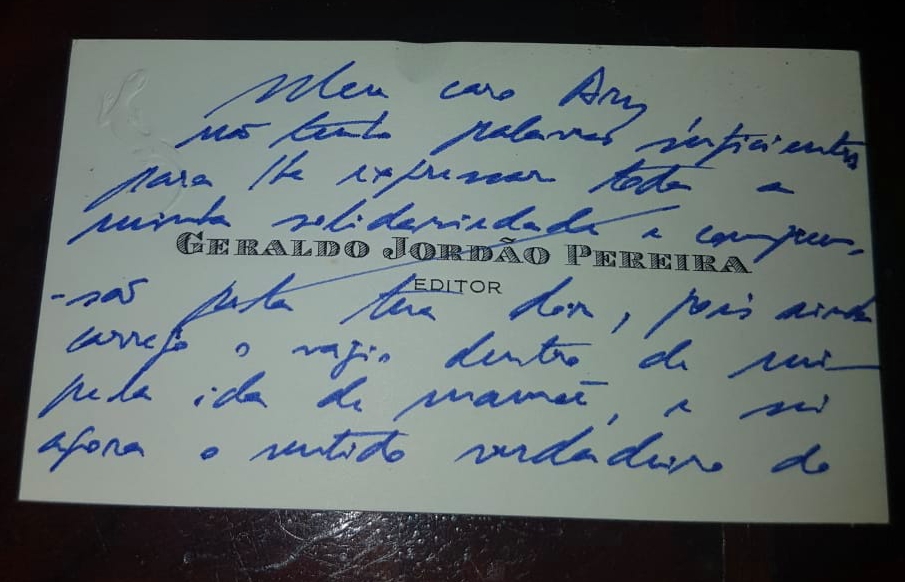 Meu caro Ary
não tenho palavras suficientes
para lhe expressar toda a
minha solidariedade e compreen-
GERALDO JORDÃO PEREIRA
EDITOR
-são pela tua dor, pois ainda
carrego o vazio dentro de mim
pela ida de mamãe, e sei
agora o sentido verdadeiro do